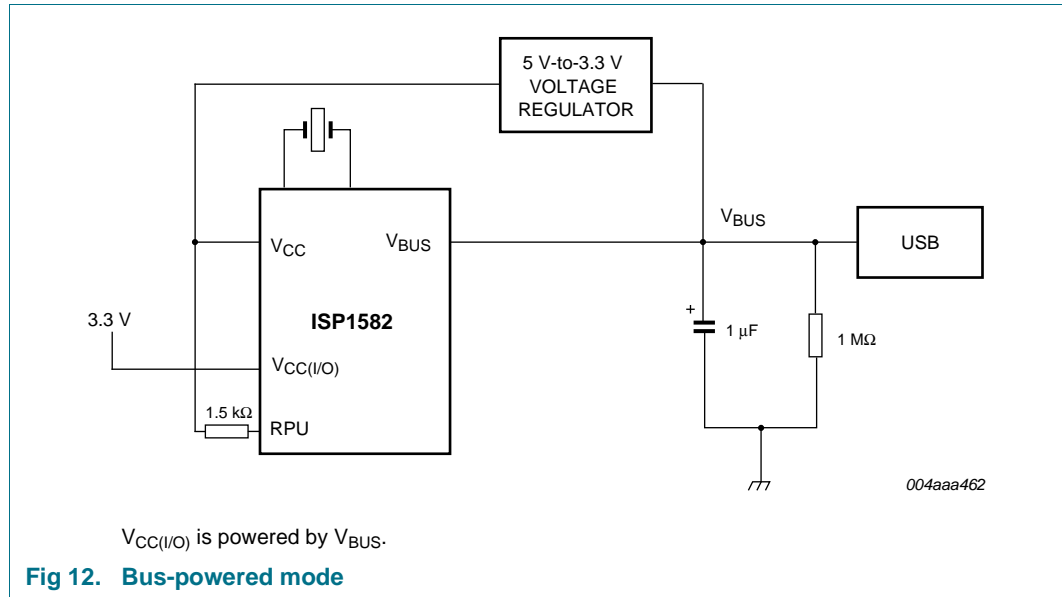 5 V-to-3.3 V
VOLTAGE
REGULATOR
VBUS
USB
VCC
VBUS
ISP1582
3.3 V
VCC(I/O)
1.5 kΩ
RPU
+
1 μF
1 MΩ
004aaa462
VCC(I/O) is powered by VBUS.
Fig 12. Bus-powered mode